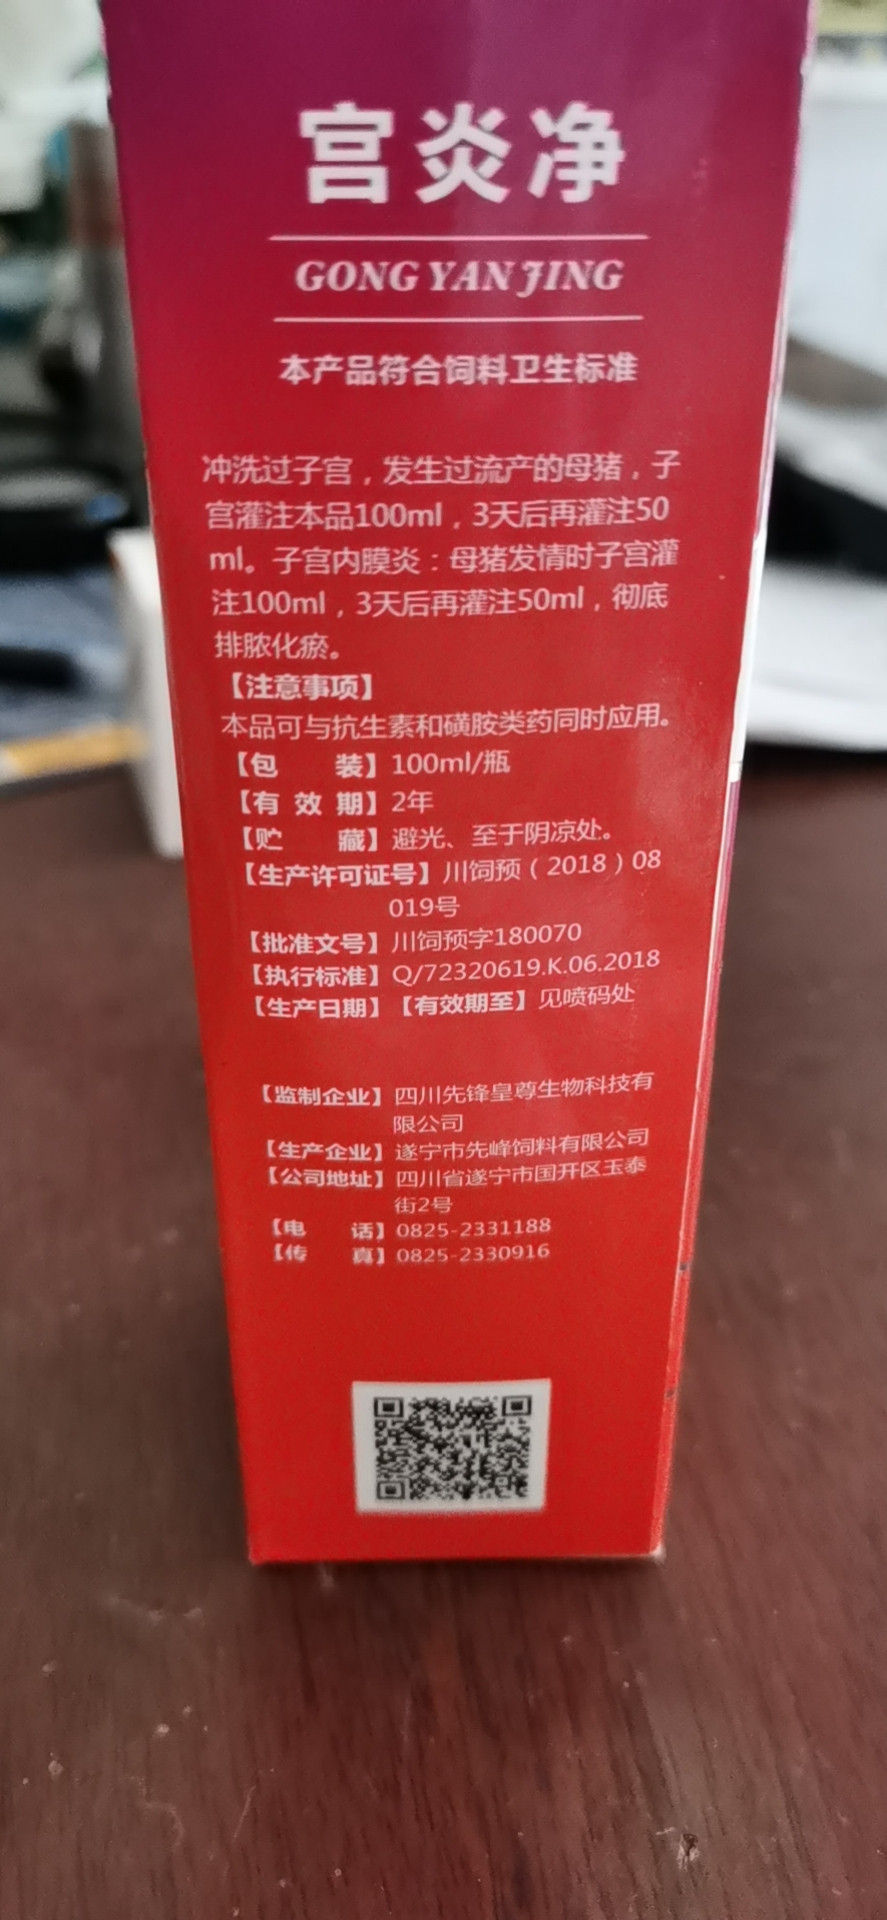 宫炎净
GONG YAN JING
本产品符合饲料卫生标准
冲洗过子宫，发生过流产的母猪，子
宫灌注本品100ml，3天后再灌注50
ml。子宫内膜炎：母猪发情时子宫灌
注100ml，3天后再灌注50ml，彻底
排脓化瘀。
【注意事项】
本品可与抗生素和磺胺类药同时应用。
【包 装】100ml/瓶
【有 效 期】2年
【贮 藏】避光、至于阴凉处。
【生产许可证号】川饲预（2018）08
019号
【批准文号】川饲预字180070
【执行标准】Q/72320619.K.06.2018
【生产日期】【有效期至】见喷码处
【监制企业】四川先锋皇尊生物科技有
限公司
【生产企业】遂宁市先峰饲料有限公司
【公司地址】四川省遂宁市国开区玉泰
街2号
【电 话】0825-2331188
【传 真】0825-2330916